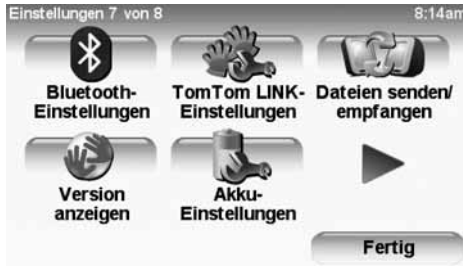 Einstellungen 7 von 8
8:14am
Bluetooth-
Einstellungen
TomTom LINK-
Einstellungen
Dateien senden/
empfangen
Version
anzeigen
Akku-
Einstellungen
Fertig